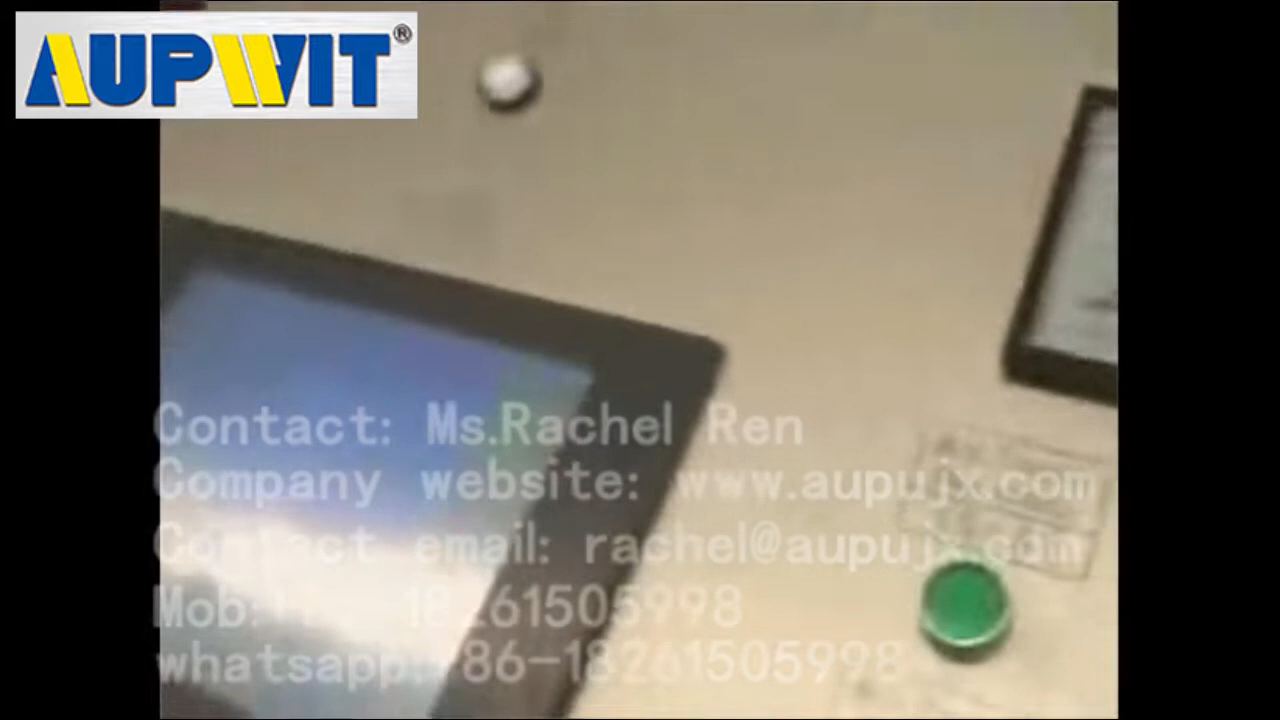 AUPWIT®
Contact: Ms.Rachel Ren
Company website: www.aupujx.com
Contact email: rachel@aupujx.com
Mob: 18261505998
whatsapp: 86-18261505998